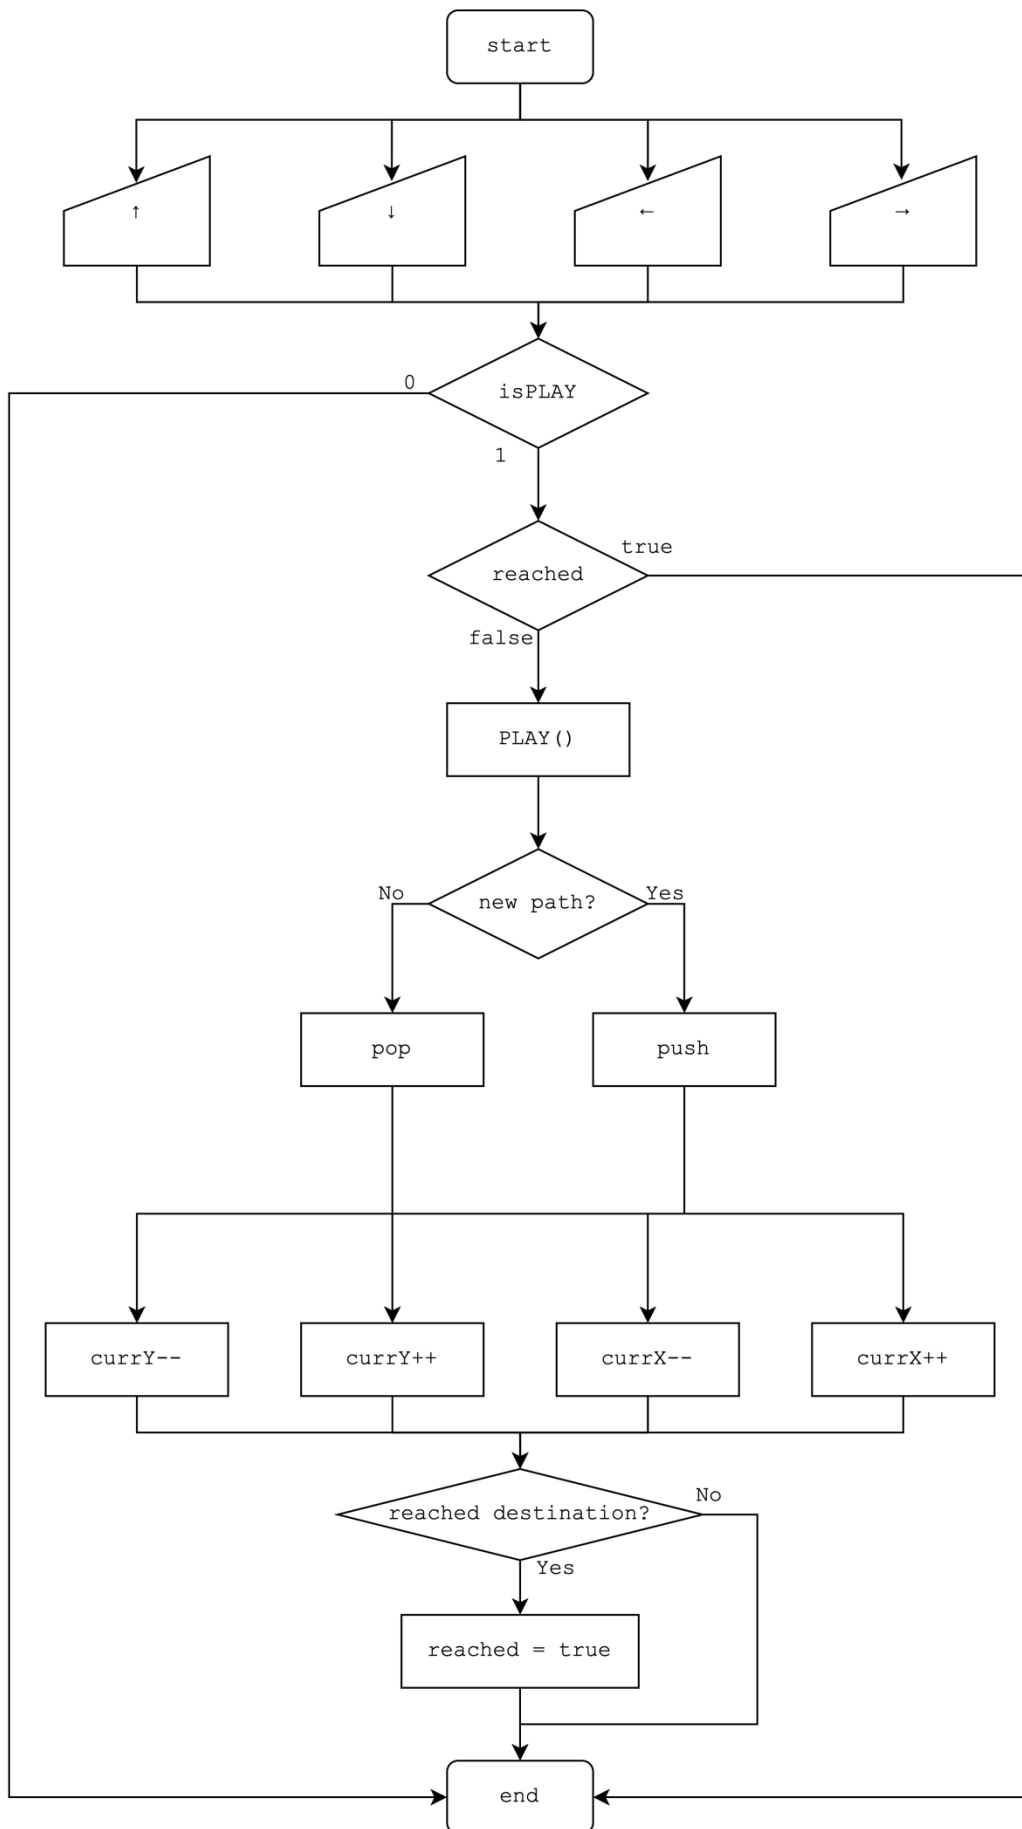 start
↑
↓
←
→
0
isPLAY
1
true
reached
false
PLAY()
No
new path?
Yes
pop
push
currY--
currY++
currX--
currX++
No
reached destination?
Yes
reached = true
end